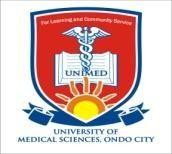 For Learning and Community Service
UNIMED
UNIVERSITY OF
MEDICAL SCIENCES, ONDO CITY